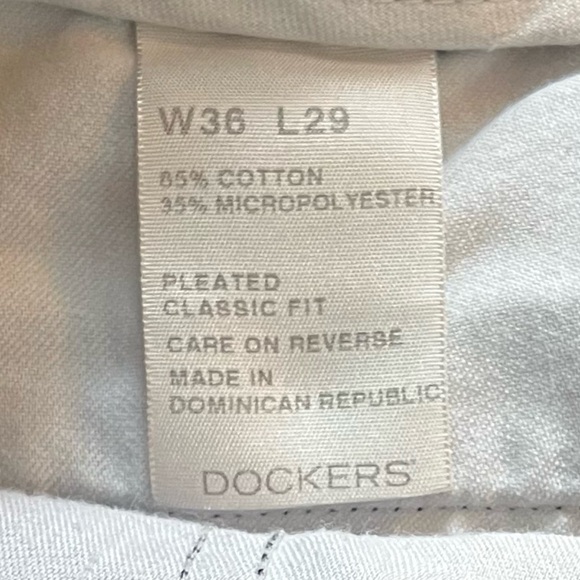 W36 L29
65% COTTON
35% MICROPOLYESTER
PLEATED
CLASSIC FIT
CARE ON REVERSE
MADE IN
DOMINICAN REPUBLIC
DOCKERS